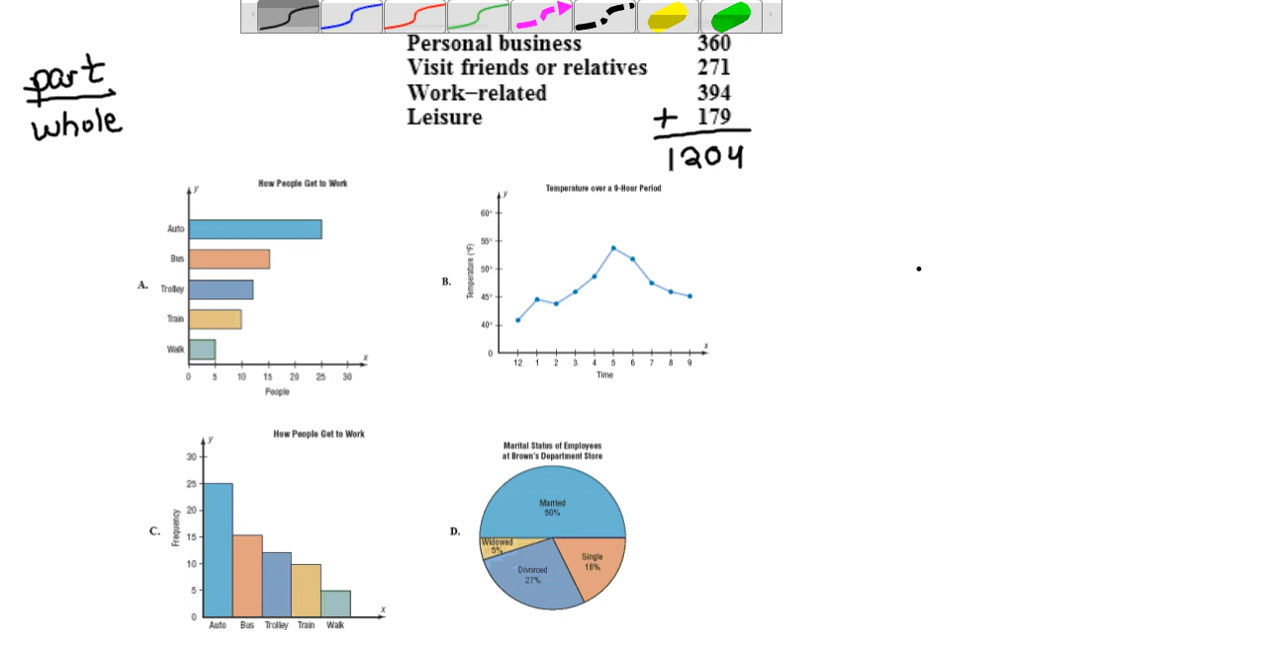 Personal business 360
Visit friends or relatives 271
Work–related 394
Leisure + 179
1204
part
whole
How People Get to Work
y
Auto
Bus
A. Trolley
Train
Walk
x
0 5 10 15 20 25 30
People
Temperature over a 9-Hour Period
y
60°
55°
50°
B. Temperature (°F)
45°
40°
0
x
12 1 2 3 4 5 6 7 8 9
Time
How People Get to Work
y
30
25
20
C. Frequency
15
10
5
0
x
Auto Bus Trolley Train Walk
Marital Status of Employees
at Brown's Department Store
D.
Married
50%
Widowed
5%
Single
18%
Divorced
27%